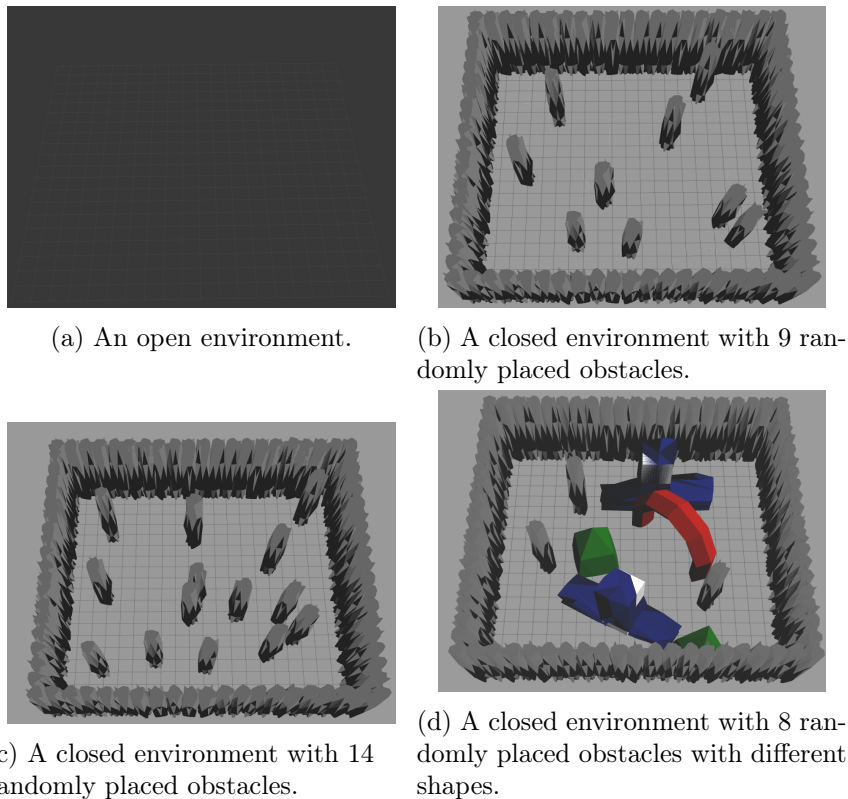 (a) An open environment.
(b) A closed environment with 9 ran-
domly placed obstacles.
c) A closed environment with 14
andomly placed obstacles.
(d) A closed environment with 8 ran-
domly placed obstacles with different
shapes.